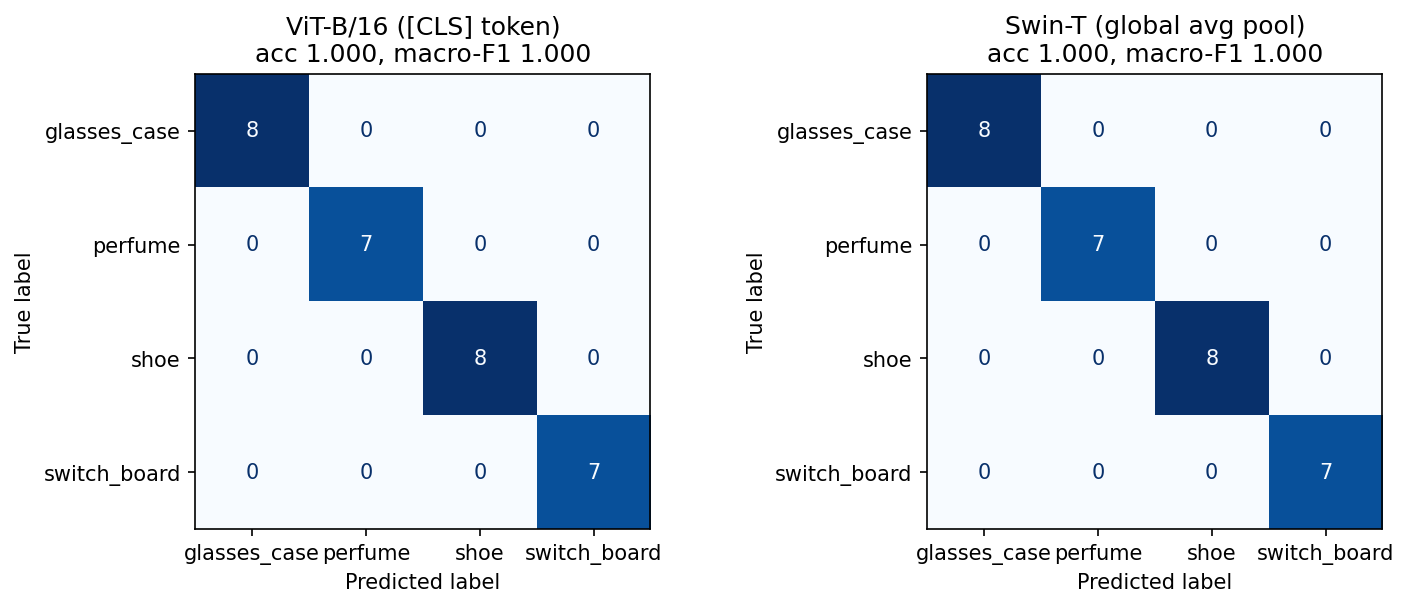 ViT-B/16 ([CLS] token)
acc 1.000, macro-F1 1.000
True label
glasses_case 8 0 0 0
perfume 0 7 0 0
shoe 0 0 8 0
switch_board 0 0 0 7
glasses_case perfume shoe switch_board
Predicted label
Swin-T (global avg pool)
acc 1.000, macro-F1 1.000
True label
glasses_case 8 0 0 0
perfume 0 7 0 0
shoe 0 0 8 0
switch_board 0 0 0 7
glasses_case perfume shoe switch_board
Predicted label